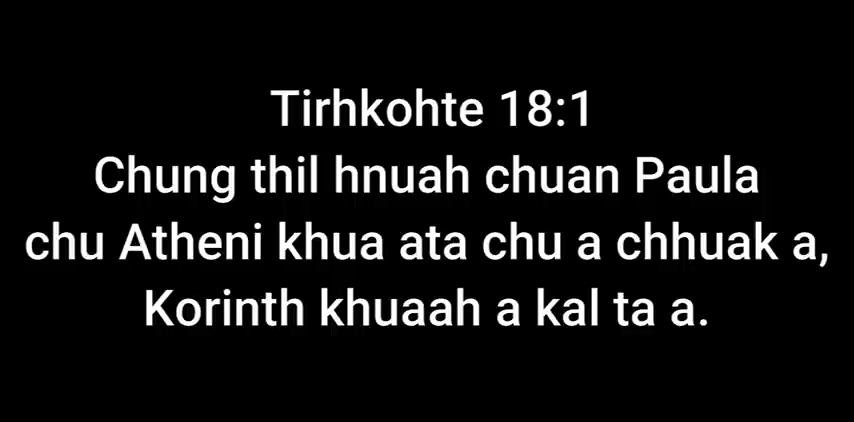 Tirhkohte 18:1
Chung thil hnuah chuan Paula
chu Atheni khua ata chu a chhuak a,
Korinth khuaah a kal ta a.